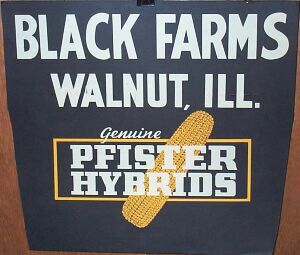 BLACK FARMS
WALNUT, ILL.
Genuine
PFISTER
HYBRIDS